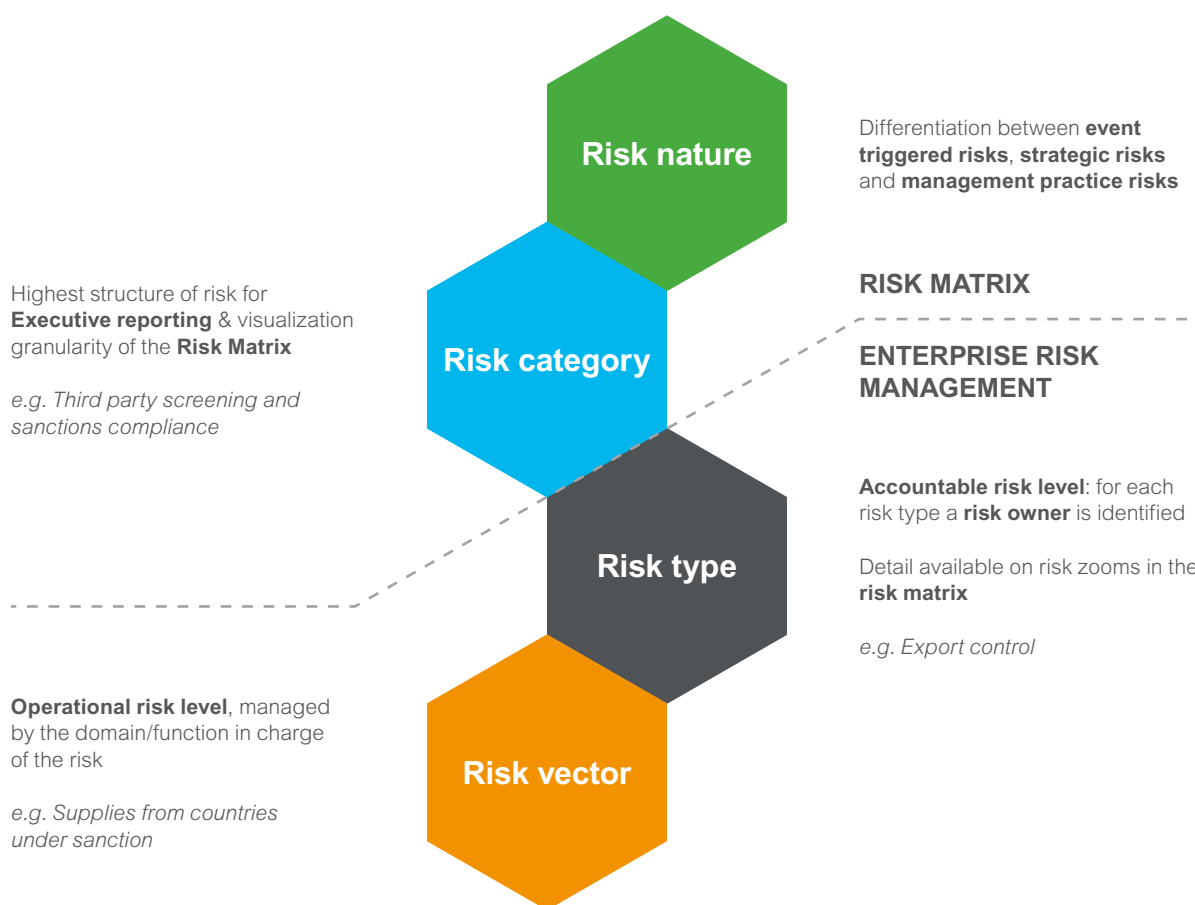 Risk nature
Differentiation between event
triggered risks, strategic risks
and management practice risks
Highest structure of risk for
Executive reporting & visualization
granularity of the Risk Matrix
e.g. Third party screening and
sanctions compliance
Risk category
RISK MATRIX
ENTERPRISE RISK
MANAGEMENT
Risk type
Accountable risk level: for each
risk type a risk owner is identified
Detail available on risk zooms in the
risk matrix
e.g. Export control
Operational risk level, managed
by the domain/function in charge
of the risk
e.g. Supplies from countries
under sanction
Risk vector